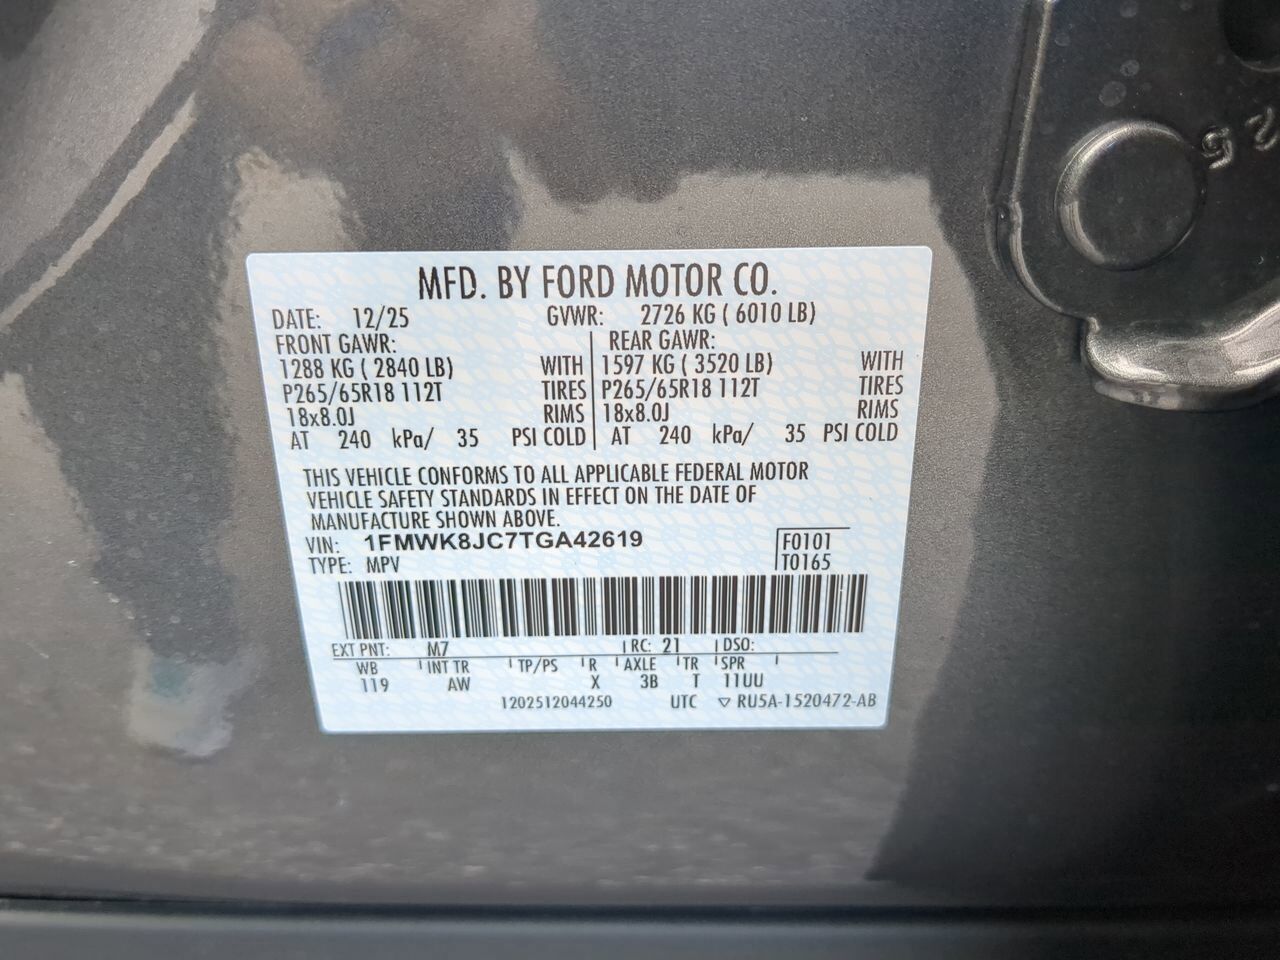 25
MFD. BY FORD MOTOR CO.
DATE: 12/25 GVWR: 2726 KG ( 6010 LB)
FRONT GAWR: REAR GAWR:
1288 KG ( 2840 LB) WITH 1597 KG ( 3520 LB) WITH
P265/65R18 112T TIRES P265/65R18 112T TIRES
18x8.0J RIMS 18x8.0J RIMS
AT 240 kPa/ 35 PSI COLD AT 240 kPa/ 35 PSI COLD
THIS VEHICLE CONFORMS TO ALL APPLICABLE FEDERAL MOTOR
VEHICLE SAFETY STANDARDS IN EFFECT ON THE DATE OF
MANUFACTURE SHOWN ABOVE.
VIN: 1FMWK8JC7TGA42619 F0101
TYPE: MPV T0165
EXT PNT: M7 RC: 21 DSO:
WB INT TR TP/PS R AXLE TR SPR
119 AW X 3B T 11UU
1202512044250 UTC ▽ RU5A-1520472-AB